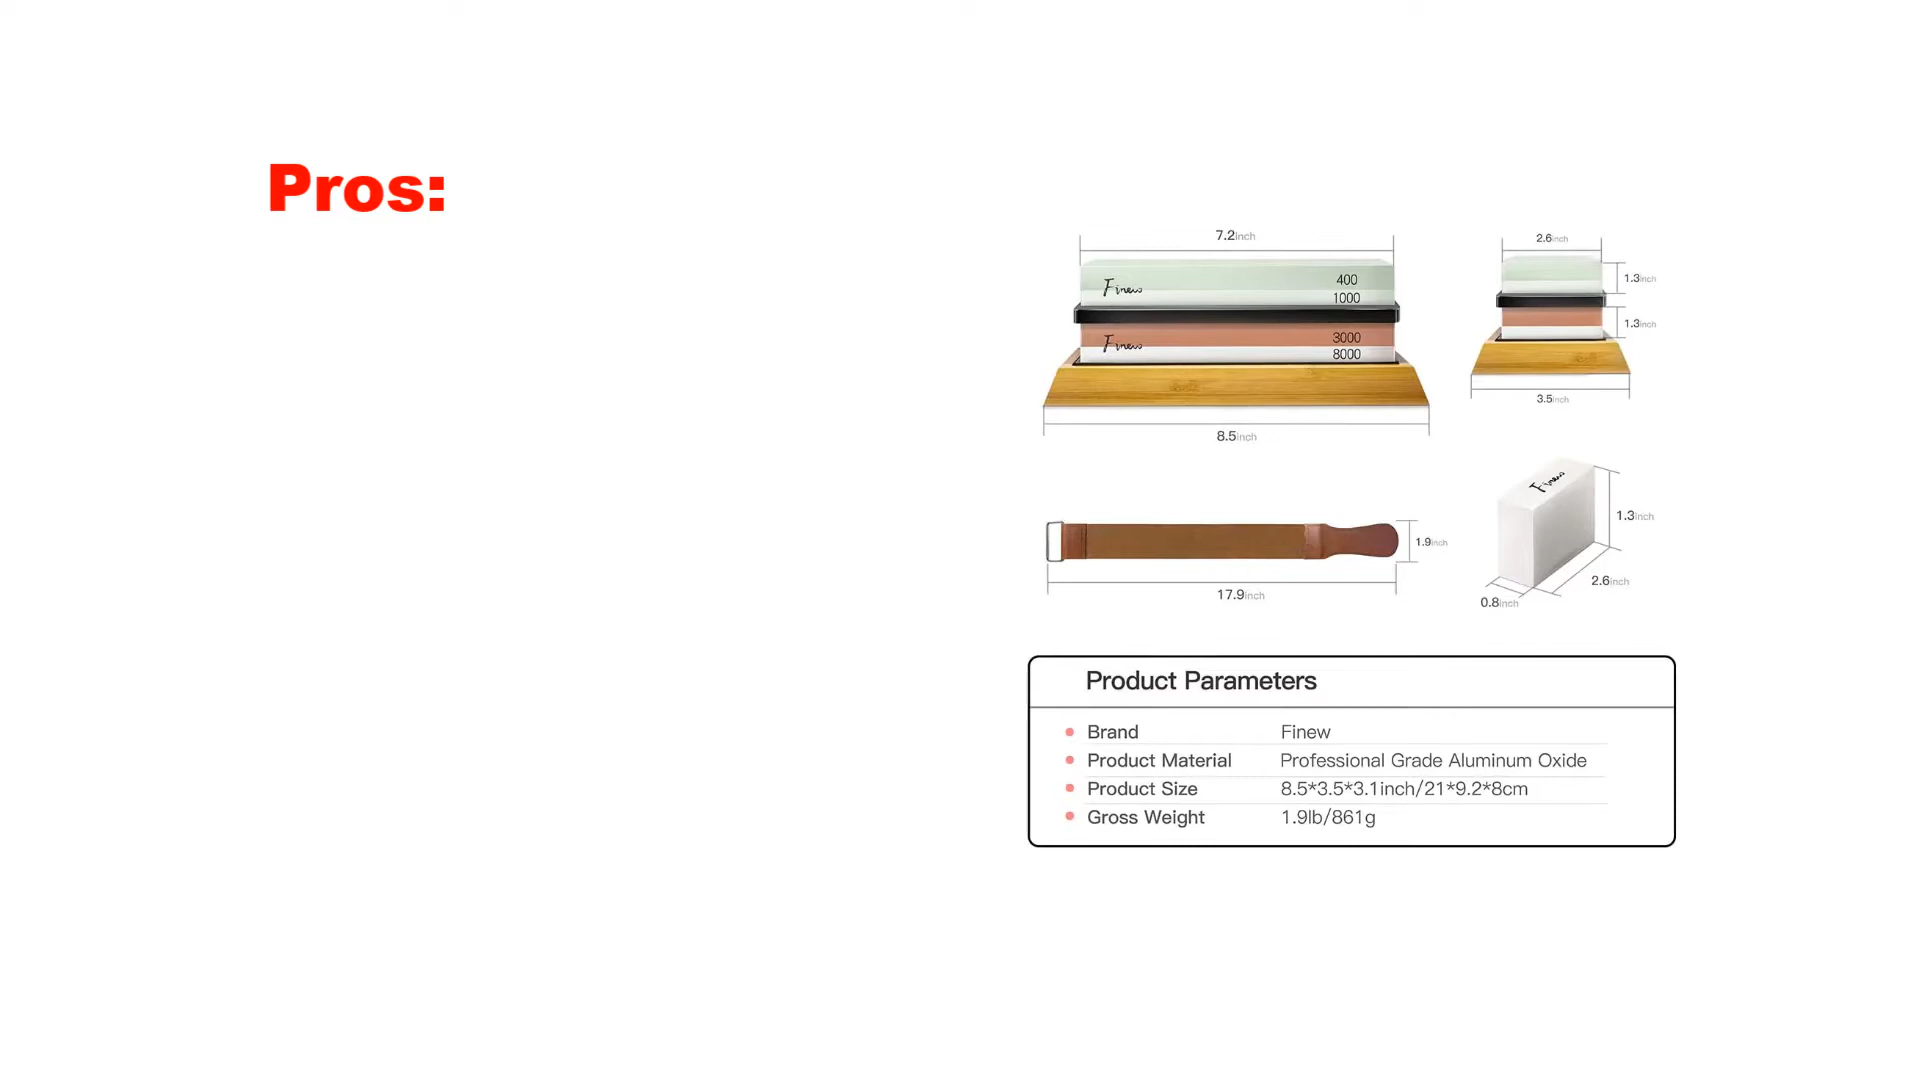 Pros:
7.2inch
2.6inch
Finew
400
1000
1.3inch
Finew
3000
8000
1.3inch
3.5inch
8.5inch
Finew
1.3inch
1.9inch
2.6inch
17.9inch
0.8inch
Product Parameters
Brand Finew
Product Material Professional Grade Aluminum Oxide
Product Size 8.5*3.5*3.1inch/21*9.2*8cm
Gross Weight 1.9lb/861g